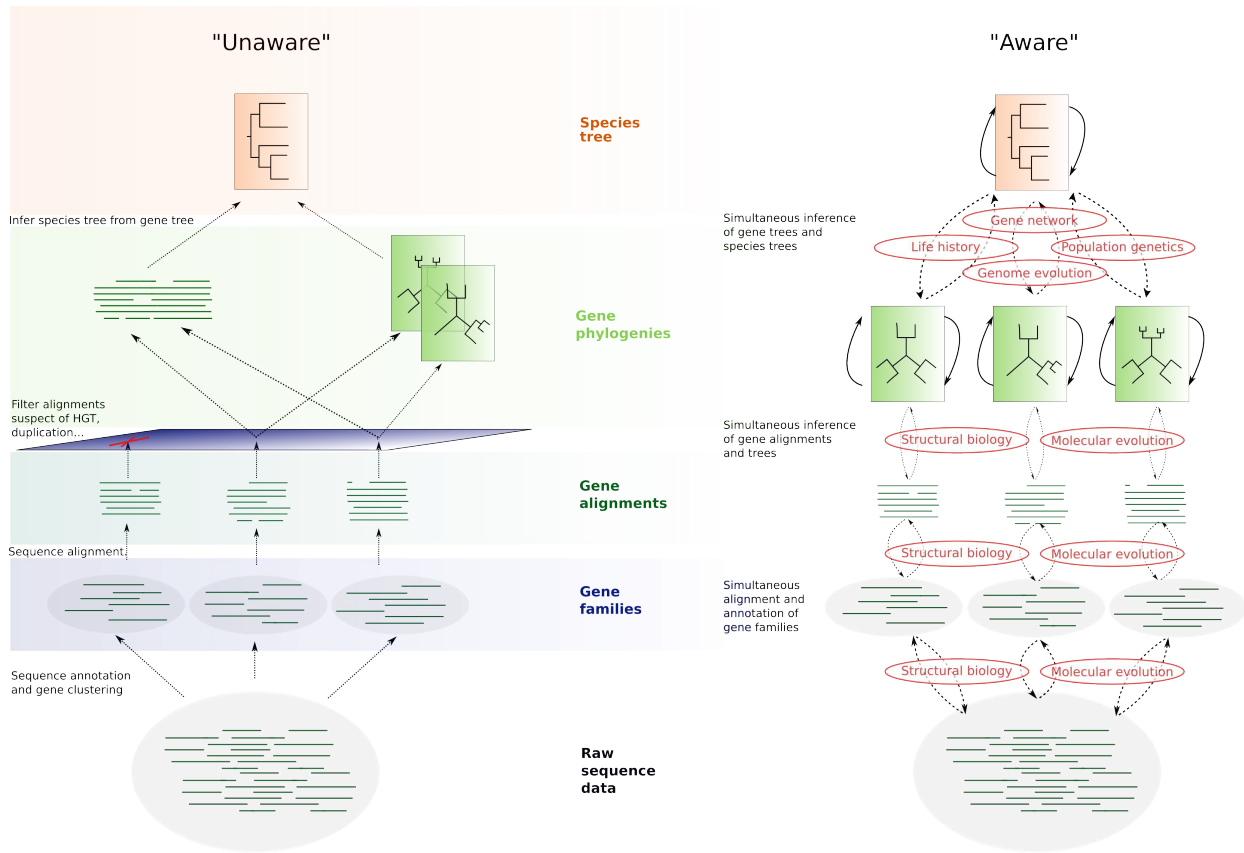 "Unaware"
"Aware"
Species
tree
Infer species tree from gene tree
Simultaneous inference
of gene trees and
species trees
Gene network
Life history
Population genetics
Genome evolution
Gene
phylogenies
Filter alignments
suspect of HGT,
duplication...
Simultaneous inference
of gene alignments
and trees
Structural biology
Molecular evolution
Gene
alignments
Sequence alignment
Structural biology
Molecular evolution
Gene
families
Simultaneous
alignment and
annotation of
gene families
Sequence annotation
and gene clustering
Structural biology
Molecular evolution
Raw
sequence
data